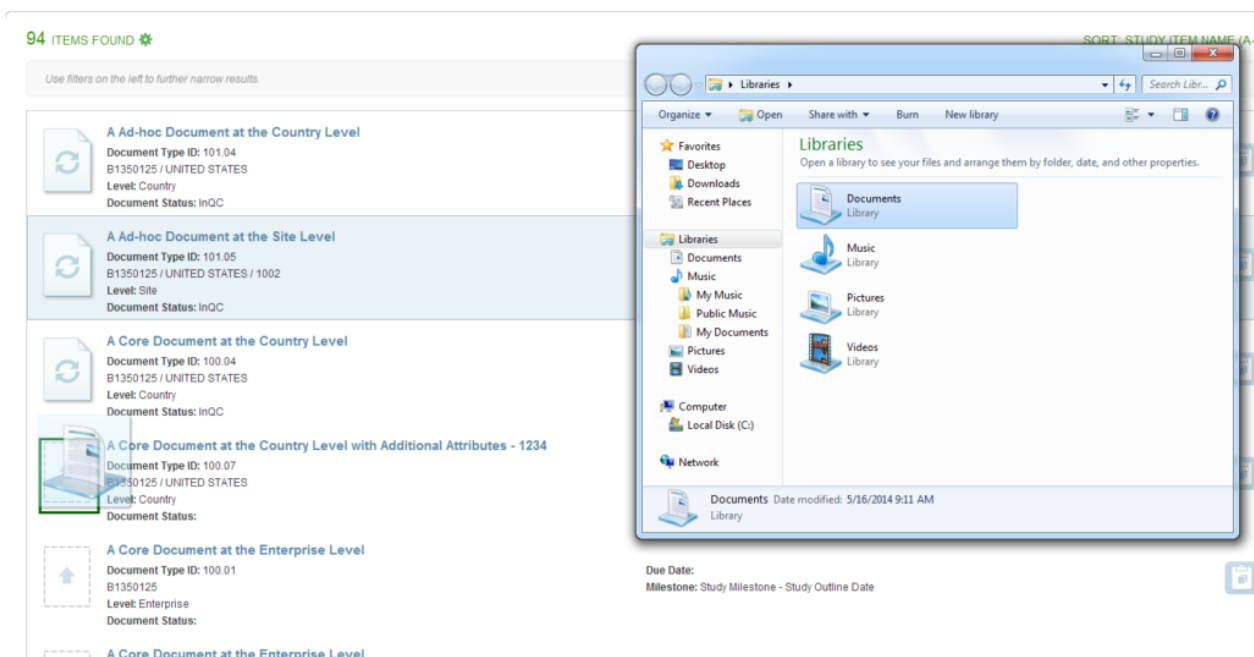 94 ITEMS FOUND
SORT: STUDY ITEM NAME (A-
Use filters on the left to further narrow results.
A Ad-hoc Document at the Country Level
Document Type ID: 101.04
B1350125 / UNITED STATES
Level: Country
Document Status: InQC
A Ad-hoc Document at the Site Level
Document Type ID: 101.05
B1350125 / UNITED STATES / 1002
Level: Site
Document Status: InQC
A Core Document at the Country Level
Document Type ID: 100.04
B1350125 / UNITED STATES
Level: Country
Document Status: InQC
A Core Document at the Country Level with Additional Attributes - 1234
Document Type ID: 100.07
B1350125 / UNITED STATES
Level: Country
Document Status:
A Core Document at the Enterprise Level
Document Type ID: 100.01
B1350125
Level: Enterprise
Document Status:
Due Date:
Milestone: Study Milestone - Study Outline Date
A Core Document at the Enterprise Level
Libraries
Search Libr...
Organize Open Share with Burn New library
Favorites
Desktop
Downloads
Recent Places
Libraries
Documents
Music
My Music
Public Music
My Documents
Pictures
Videos
Computer
Local Disk (C:)
Network
Libraries
Open a library to see your files and arrange them by folder, date, and other properties.
Documents
Library
Music
Library
Pictures
Library
Videos
Library
Documents Date modified: 5/16/2014 9:11 AM
Library